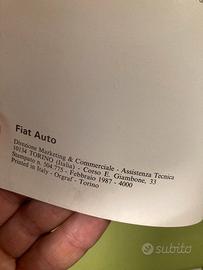 Fiat Auto
Direzione Marketing & Commerciale - Assistenza Tecnica
10134 TORINO (Italia) - Corso E. Giambone, 33
Stampato n. 504.775 - Febbraio 1987 - 4000
Printed in Italy - Orgraf - Torino
subito